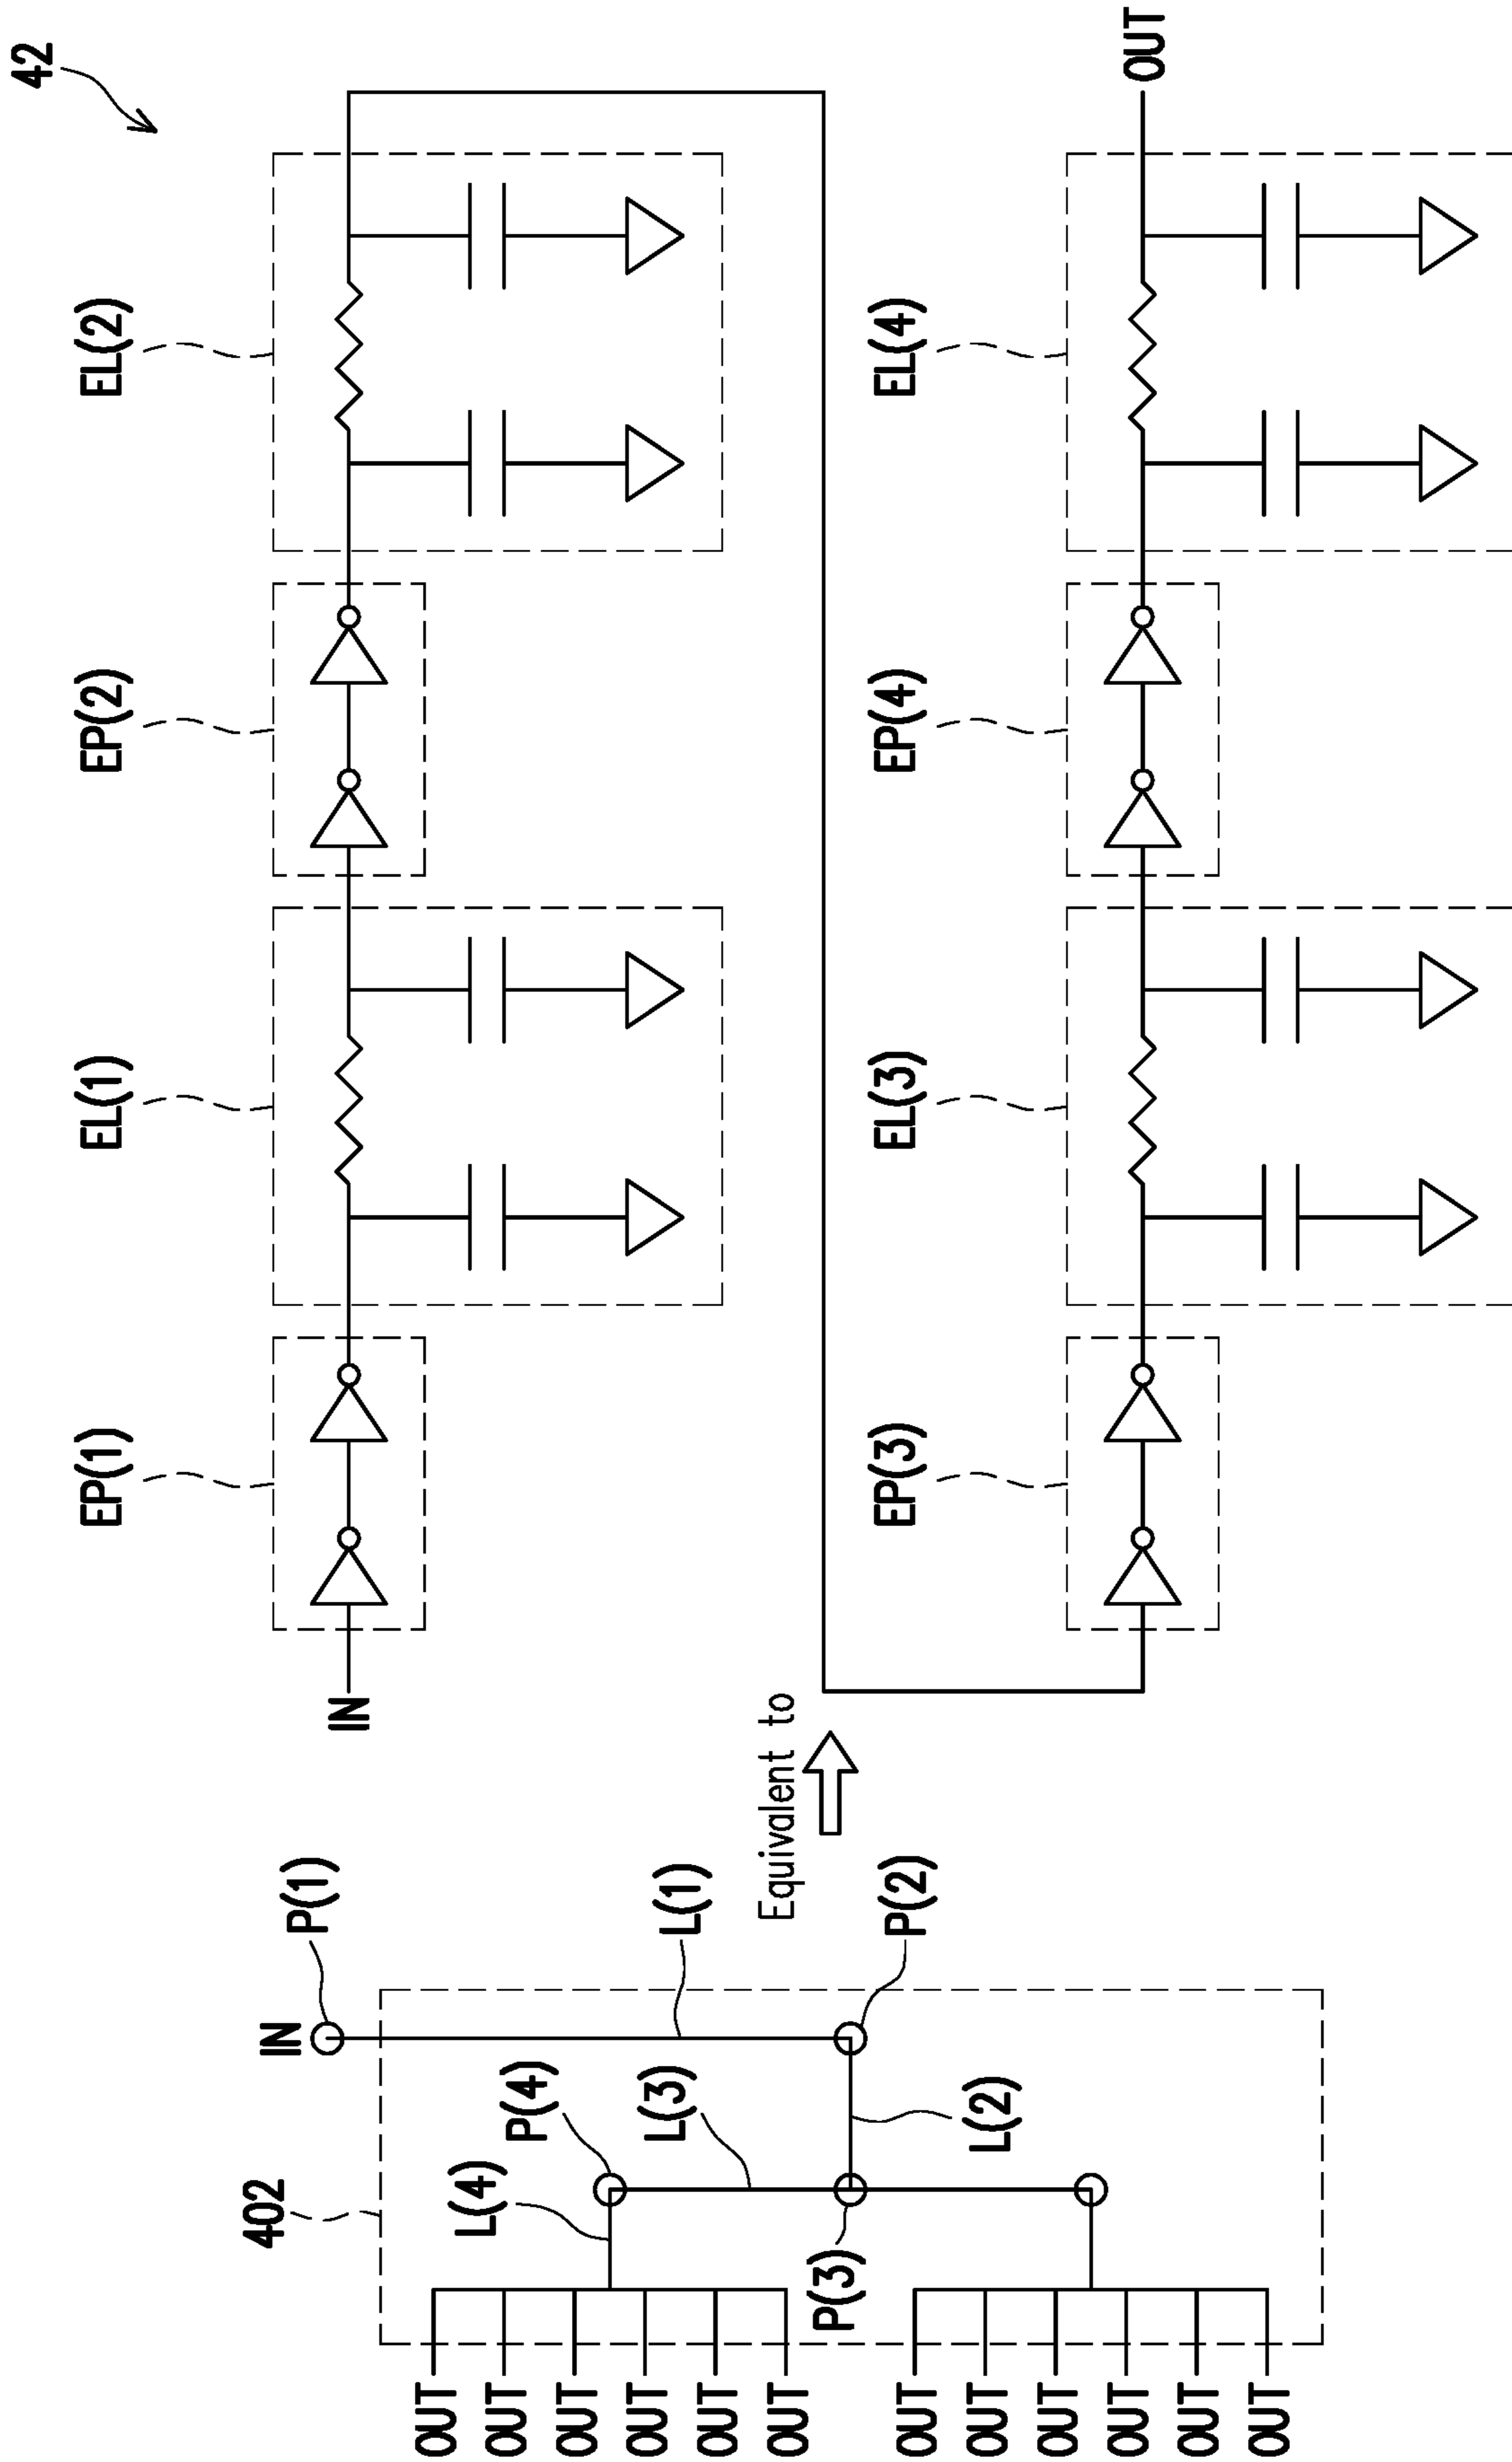 42
EP(1)
EL(1)
EP(2)
EL(2)
IN
EP(3)
EL(3)
EP(4)
EL(4)
OUT
Equivalent to
402
IN
P(1)
L(4)
P(4)
L(3)
L(1)
P(3)
L(2)
P(2)
OUT
OUT
OUT
OUT
OUT
OUT
OUT
OUT
OUT
OUT
OUT
OUT